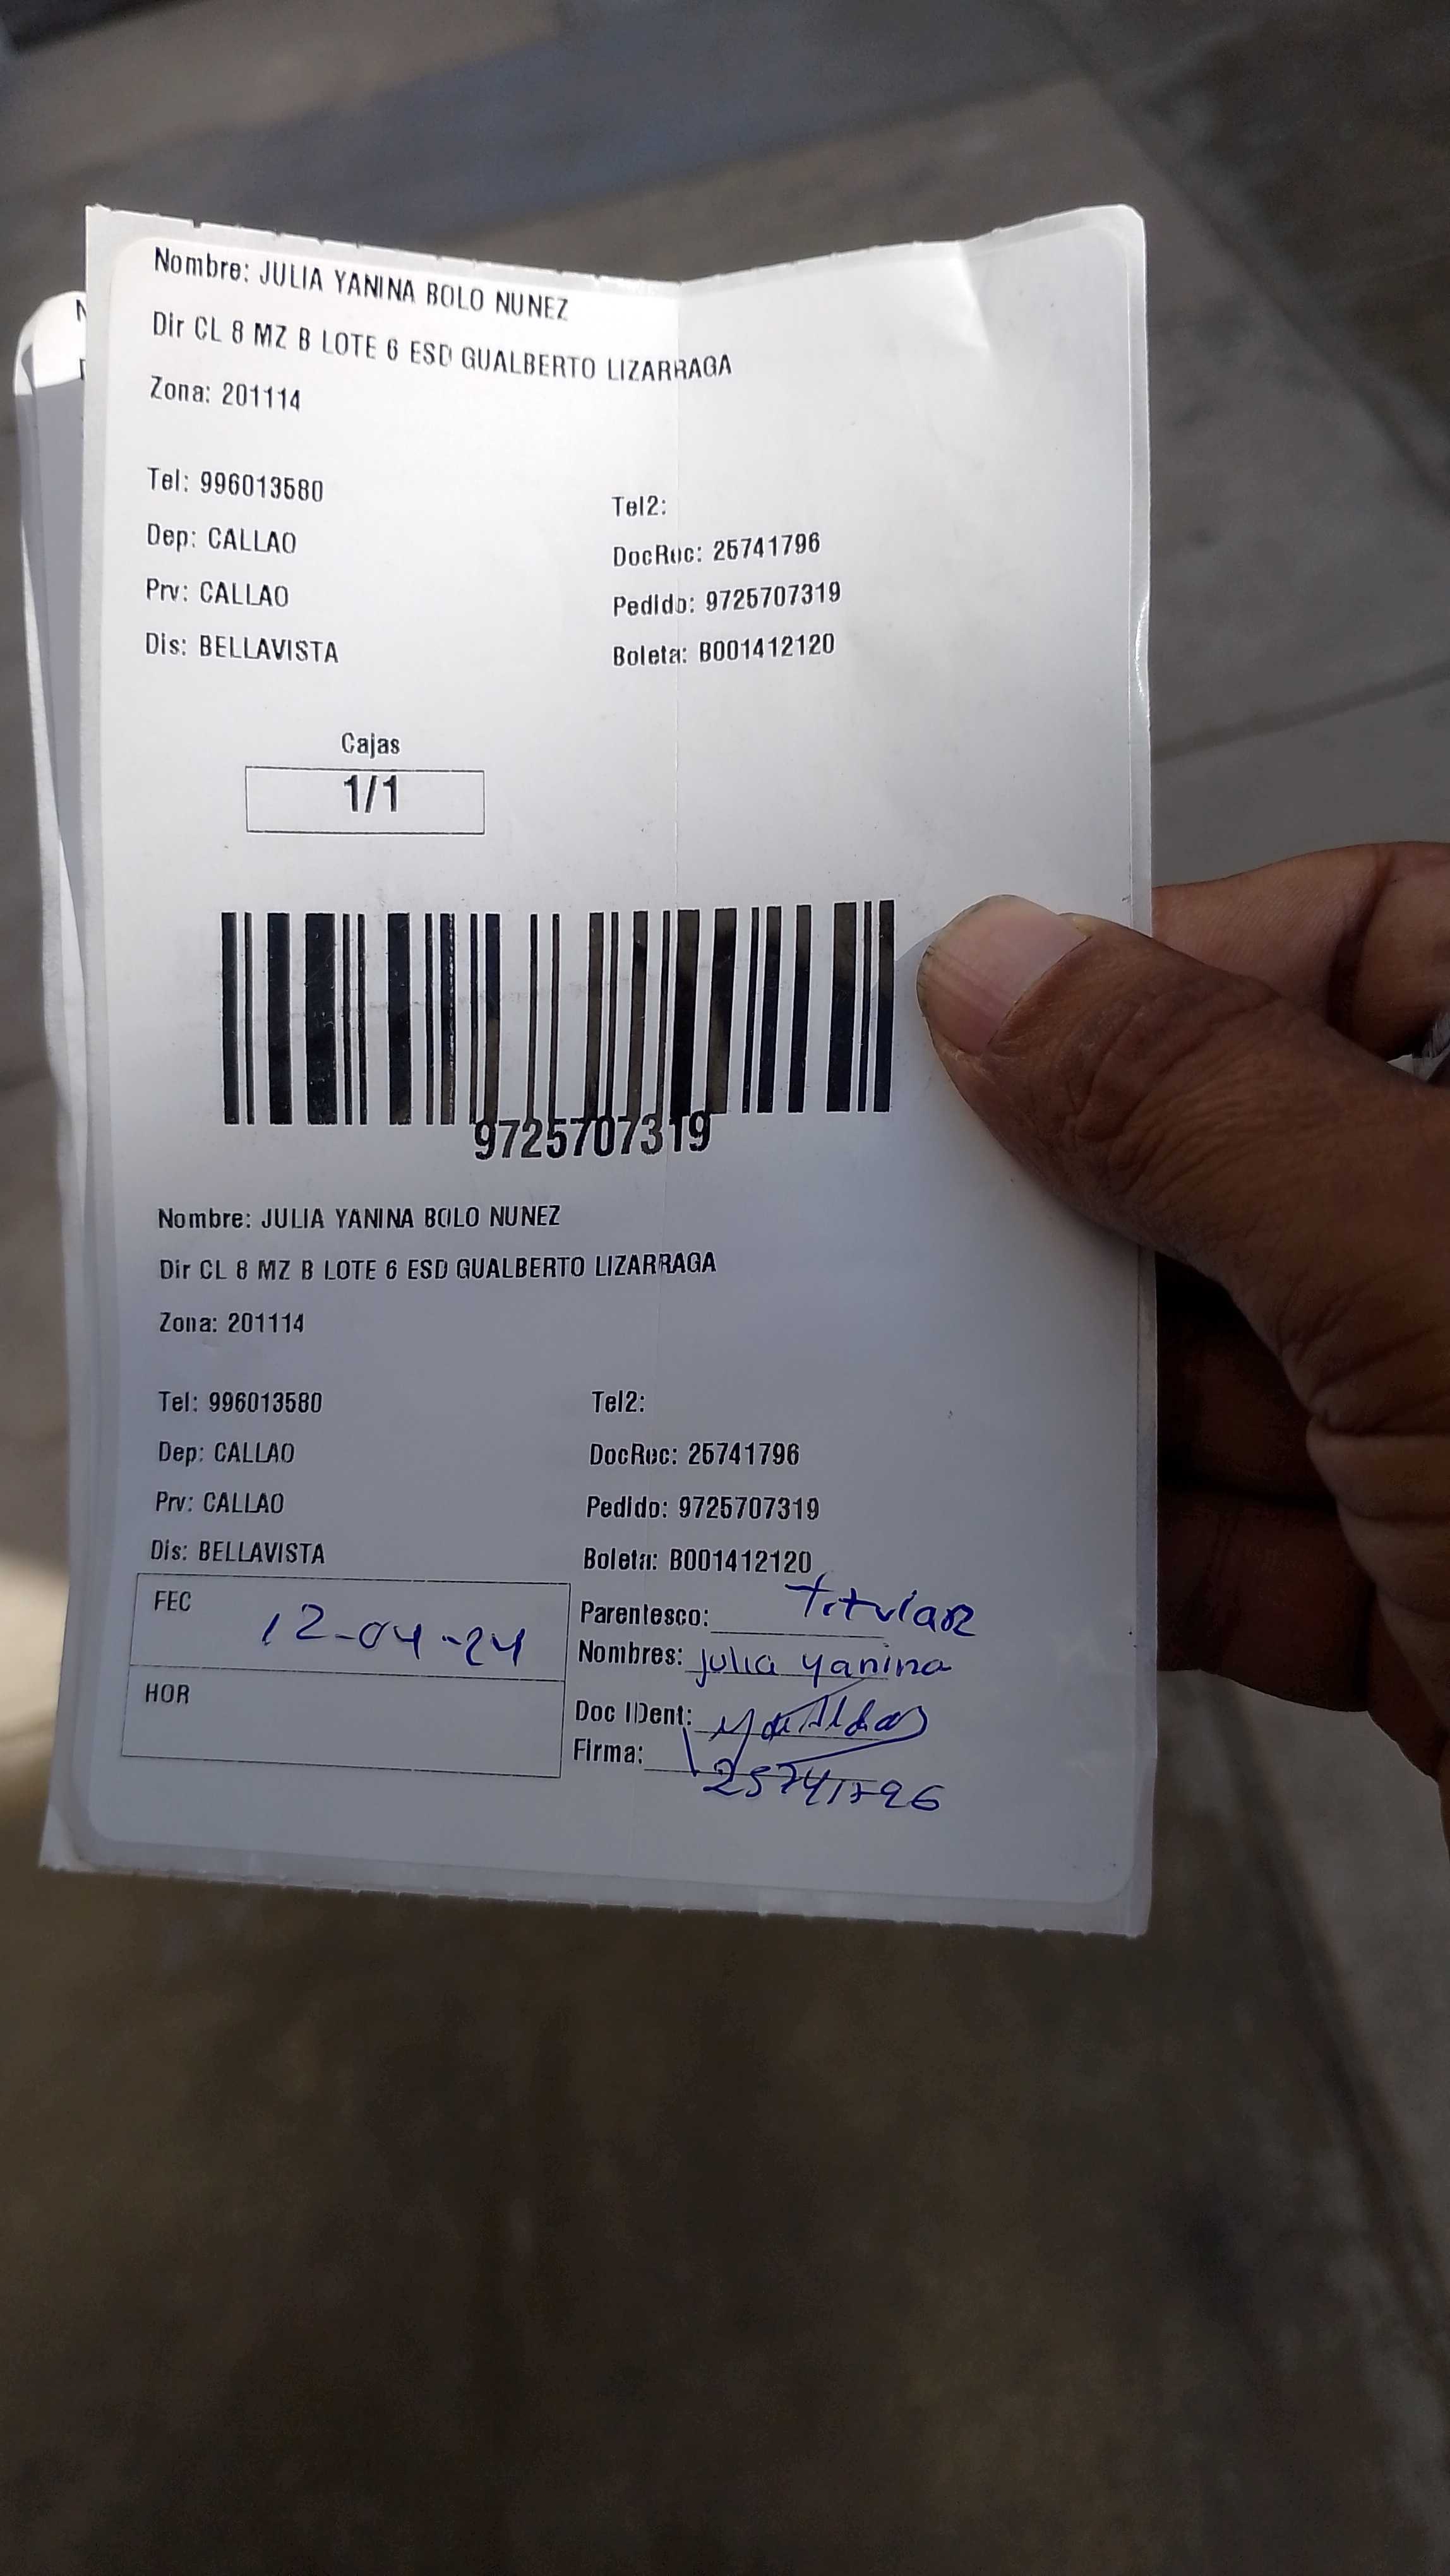 Nombre: JULIA YANINA BOLO NUNEZ
Dir CL 8 MZ B LOTE 6 ESD GUALBERTO LIZARRAGA
Zona: 201114
Tel: 996013580
Tel2:
Dep: CALLAO
DocRec: 25741796
Prv: CALLAO
Pedido: 9725707319
Dis: BELLAVISTA
Boleta: B001412120
Cajas
1/1
9725707319
Nombre: JULIA YANINA BOLO NUNEZ
Dir CL 8 MZ B LOTE 6 ESD GUALBERTO LIZARRAGA
Zona: 201114
Tel: 996013580
Tel2:
Dep: CALLAO
DocRec: 25741796
Prv: CALLAO
Pedido: 9725707319
Dis: BELLAVISTA
Boleta: B001412120
FEC 12-04-24
Parentesco: Titular
Nombres: Julia Yanina
HOR
Doc IDent:
Firma:
25741796